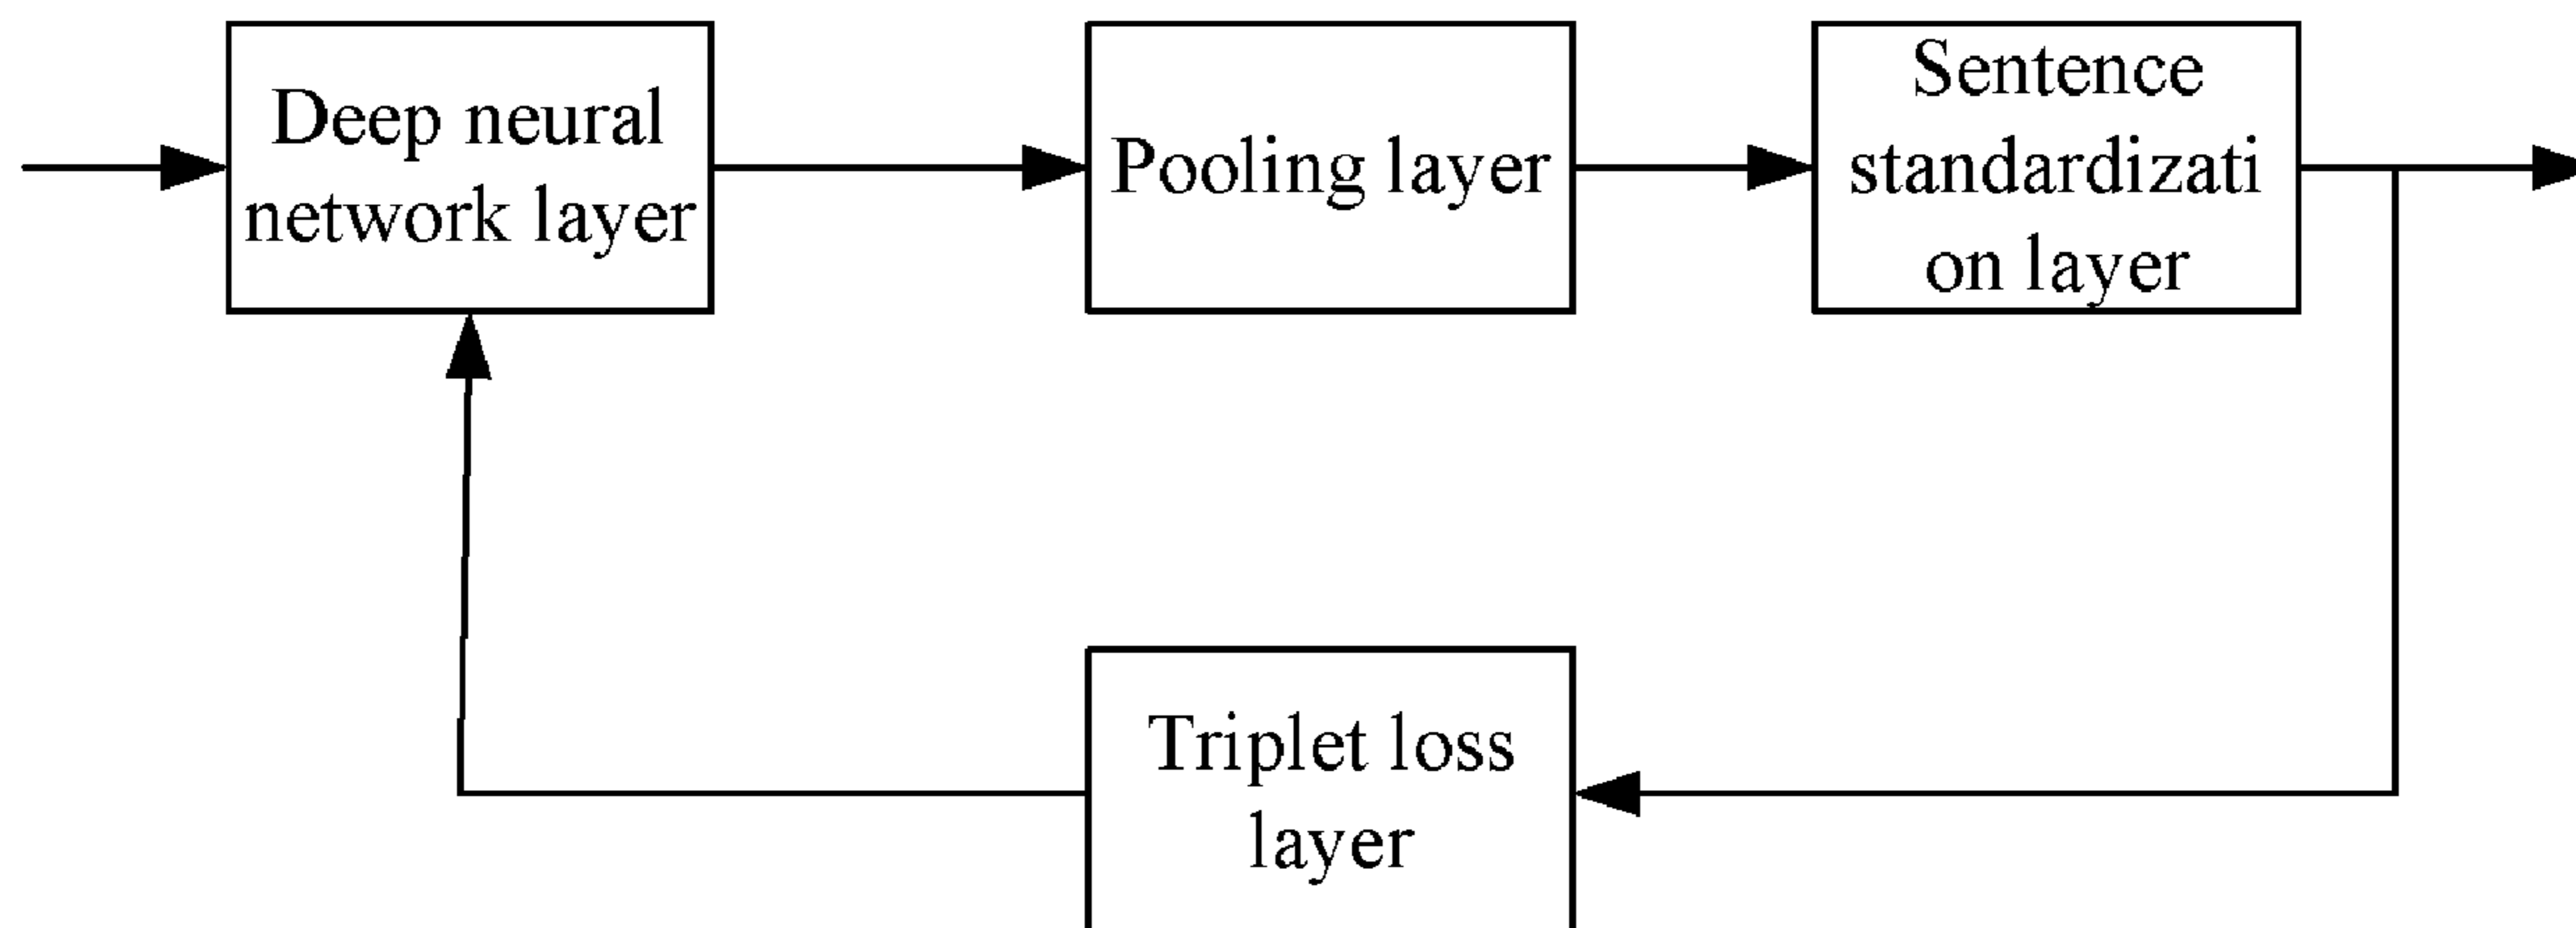 Deep neural
network layer
Pooling layer
Sentence
standardizati
on layer
Triplet loss
layer